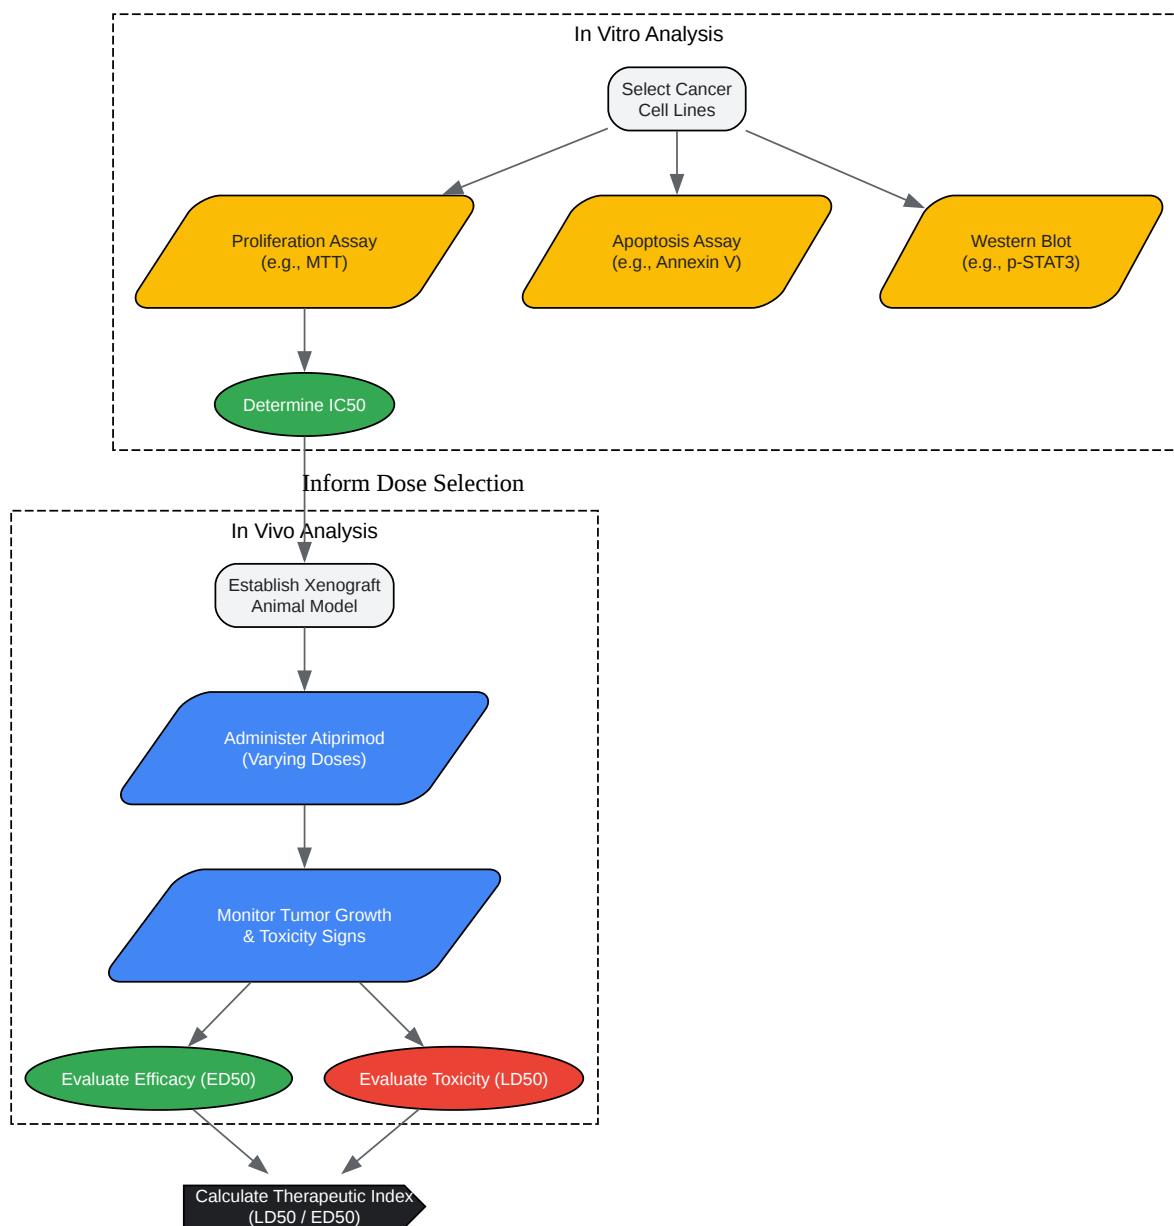 In Vitro Analysis
Select Cancer
Cell Lines
Proliferation Assay
(e.g., MTT)
Apoptosis Assay
(e.g., Annexin V)
Western Blot
(e.g., p-STAT3)
Determine IC50
Inform Dose Selection
In Vivo Analysis
Establish Xenograft
Animal Model
Administer Atiprimod
(Varying Doses)
Monitor Tumor Growth
& Toxicity Signs
Evaluate Efficacy (ED50)
Evaluate Toxicity (LD50)
Calculate Therapeutic Index
(LD50 / ED50)